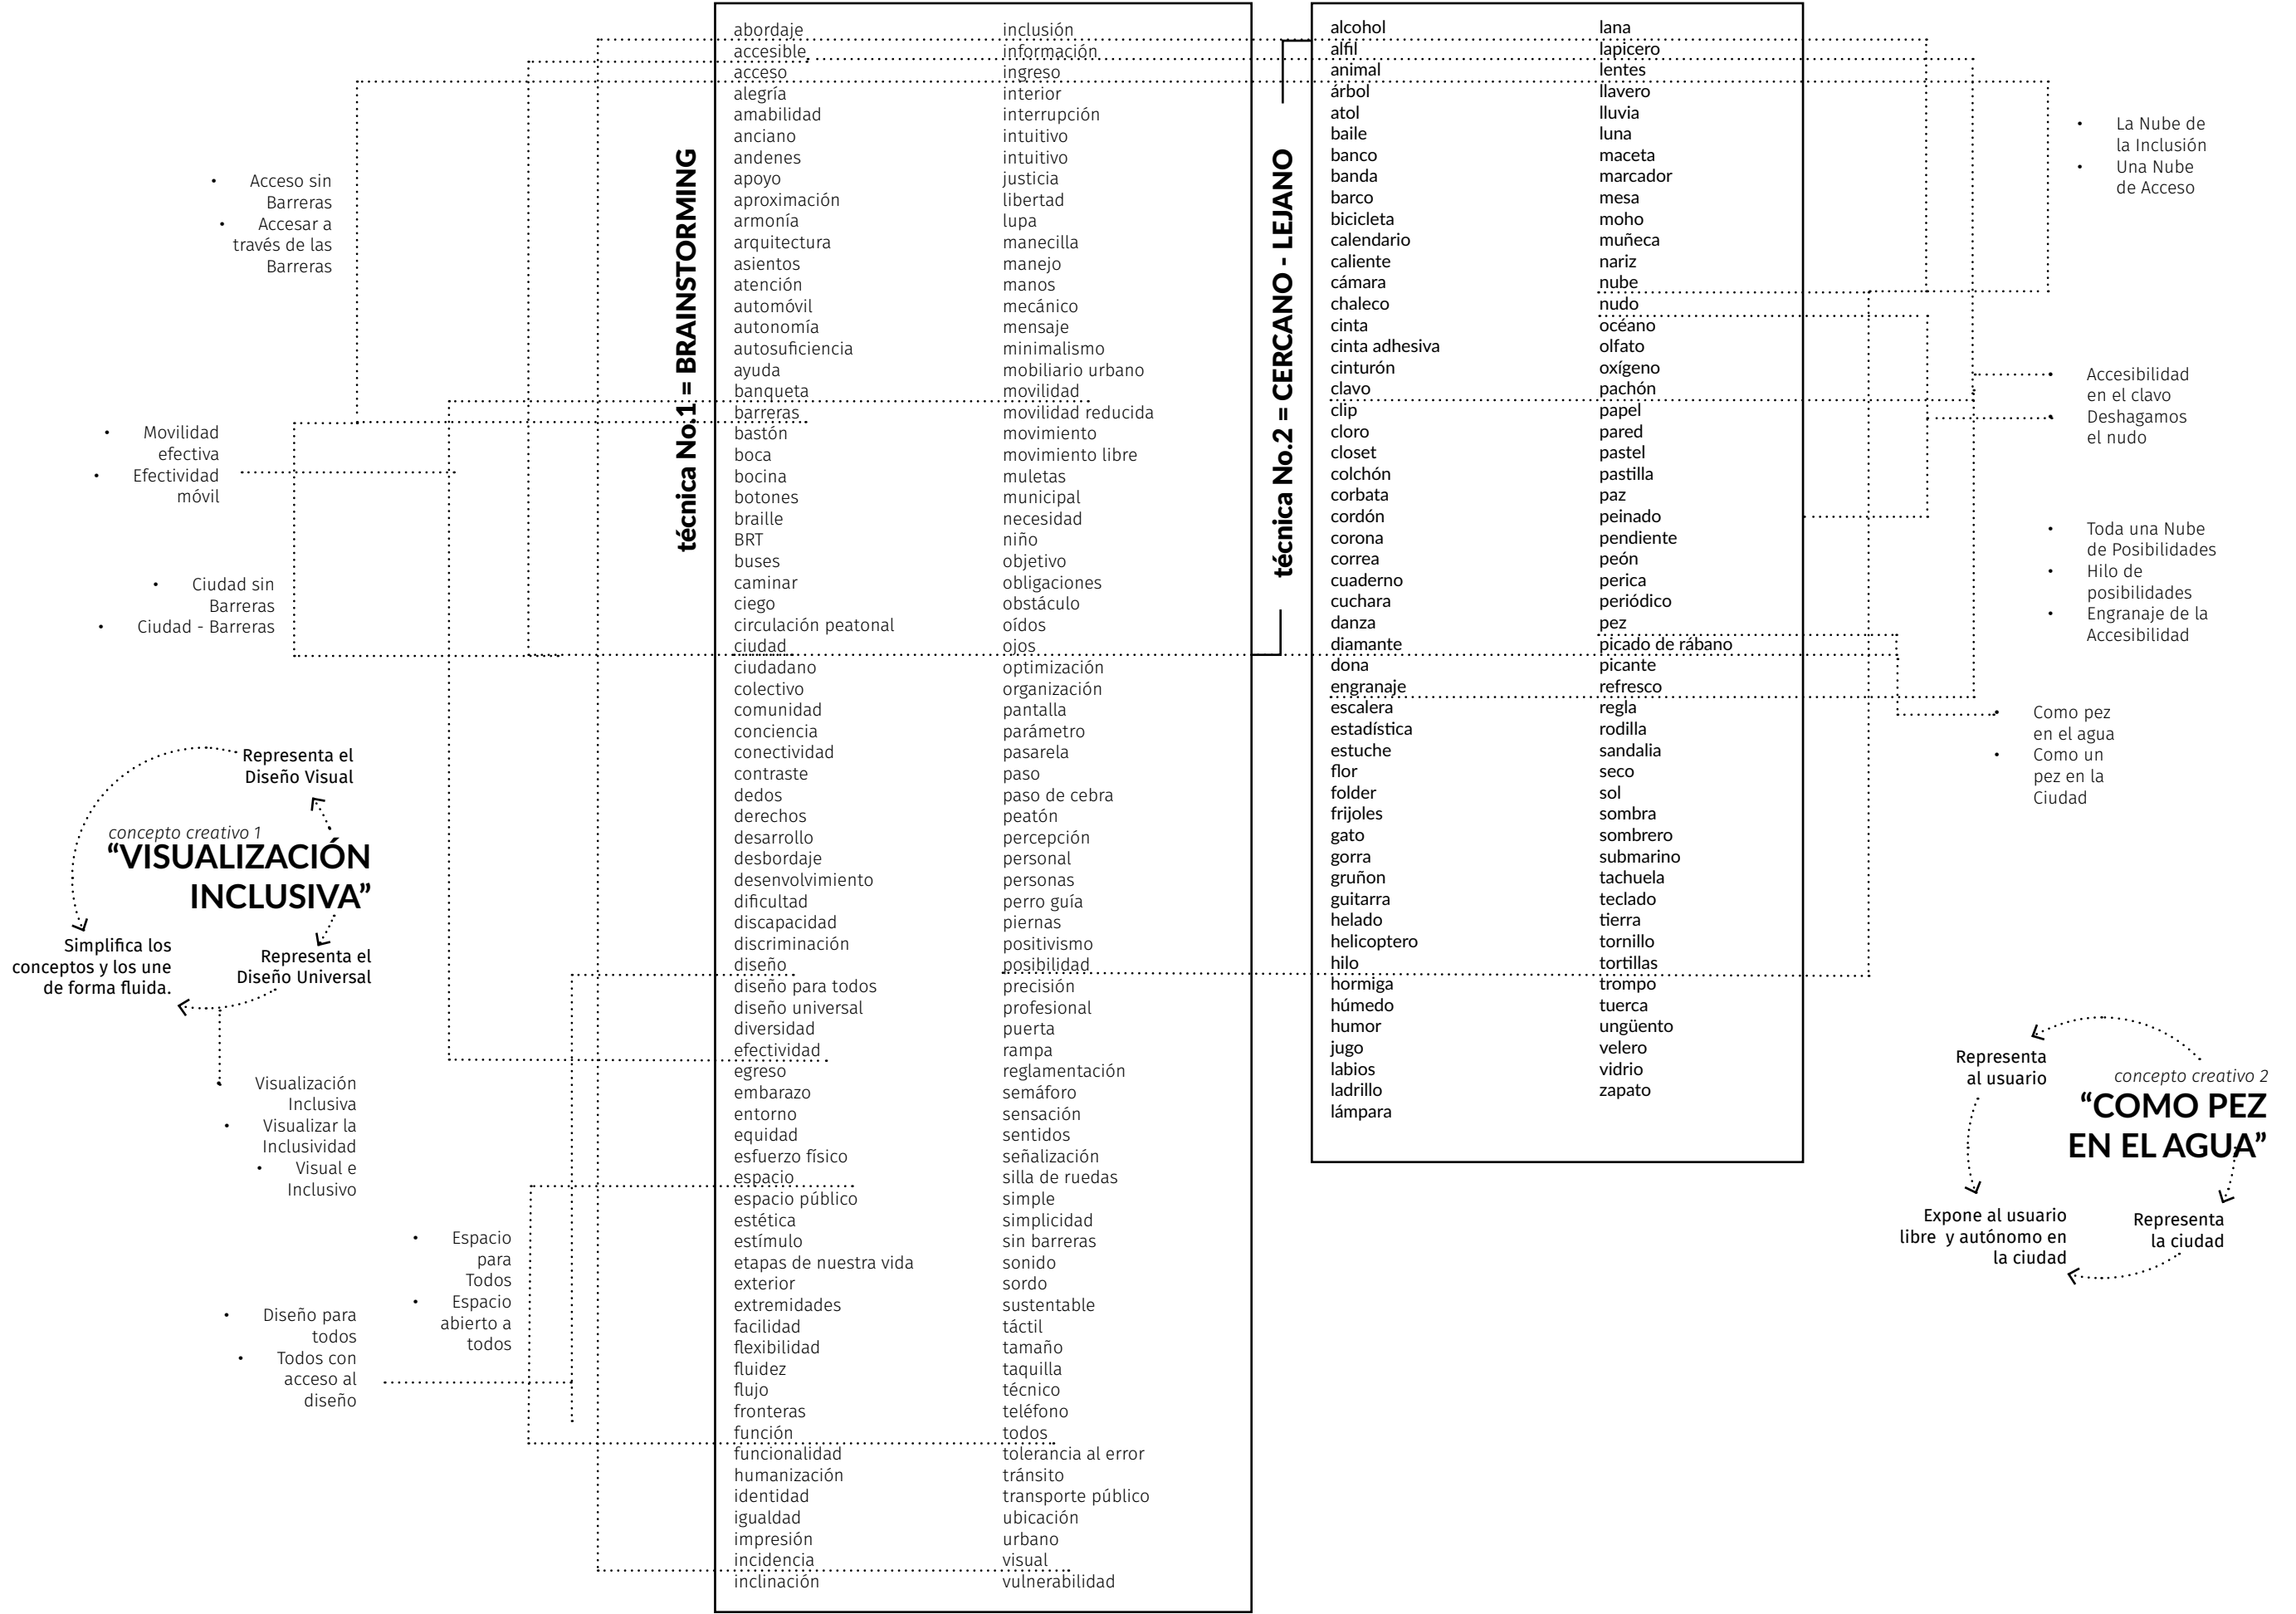 • Acceso sin
Barreras
• Accesar a
través de las
Barreras
• Movilidad
efectiva
• Efectividad
móvil
• Ciudad sin
Barreras
• Ciudad - Barreras
Representa el
Diseño Visual
concepto creativo 1
“VISUALIZACIÓN
INCLUSIVA”
Simplifica los
conceptos y los une
de forma fluida.
Representa el
Diseño Universal
• Visualización
Inclusiva
• Visualizar la
Inclusividad
• Visual e
Inclusivo
• Espacio
para
Todos
• Espacio
abierto a
todos
• Diseño para
todos
• Todos con
acceso al
diseño
técnica No.1 = BRAINSTORMING
abordaje
accesible
acceso
alegría
amabilidad
anciano
andenes
apoyo
aproximación
armonía
arquitectura
asientos
atención
automóvil
autonomía
autosuficiencia
ayuda
banqueta
barreras
bastón
boca
bocina
botones
braille
BRT
buses
caminar
ciego
circulación peatonal
ciudad
ciudadano
colectivo
comunidad
conciencia
conectividad
contraste
dedos
derechos
desarrollo
desbordaje
desenvolvimiento
dificultad
discapacidad
discriminación
diseño
diseño para todos
diseño universal
diversidad
efectividad
egreso
embarazo
entorno
equidad
esfuerzo físico
espacio
espacio público
estética
estímulo
etapas de nuestra vida
exterior
extremidades
facilidad
flexibilidad
fluidez
flujo
fronteras
función
funcionalidad
humanización
identidad
igualdad
impresión
incidencia
inclinación
inclusión
información
ingreso
interior
interrupción
intuitivo
intuitivo
justicia
libertad
lupa
manecilla
manejo
manos
mecánico
mensaje
minimalismo
mobiliario urbano
movilidad
movilidad reducida
movimiento
movimiento libre
muletas
municipal
necesidad
niño
objetivo
obligaciones
obstáculo
oídos
ojos
optimización
organización
pantalla
parámetro
pasarela
paso
paso de cebra
peatón
percepción
personal
personas
perro guía
piernas
positivismo
posibilidad
precisión
profesional
puerta
rampa
reglamentación
semáforo
sensación
sentidos
señalización
silla de ruedas
simple
simplicidad
sin barreras
sonido
sordo
sustentable
táctil
tamaño
taquilla
técnico
teléfono
todos
tolerancia al error
tránsito
transporte público
ubicación
urbano
visual
vulnerabilidad
técnica No.2 = CERCANO - LEJANO
alcohol
alfil
animal
árbol
atol
baile
banco
banda
barco
bicicleta
calendario
caliente
cámara
chaleco
cinta
cinta adhesiva
cinturón
clavo
clip
cloro
closet
colchón
corbata
cordón
corona
correa
cuaderno
cuchara
danza
diamante
dona
engranaje
escalera
estadística
estuche
flor
folder
frijoles
gato
gorra
gruñon
guitarra
helado
helicoptero
hilo
hormiga
húmedo
humor
jugo
labios
ladrillo
lámpara
lana
lapicero
lentes
llavero
lluvia
luna
maceta
marcador
mesa
moho
muñeca
nariz
nube
nudo
océano
olfato
oxígeno
pachón
papel
pared
pastel
pastilla
paz
peinado
pendiente
peón
perica
periódico
pez
picado de rábano
picante
refresco
regla
rodilla
sandalia
seco
sol
sombra
sombrero
submarino
tachuela
teclado
tierra
tornillo
tortillas
trompo
tuerca
ungüento
velero
vidrio
zapato
• La Nube de
la Inclusión
• Una Nube
de Acceso
• Accesibilidad
en el clavo
• Deshagamos
el nudo
• Toda una Nube
de Posibilidades
• Hilo de
posibilidades
• Engranaje de la
Accesibilidad
• Como pez
en el agua
• Como un
pez en la
Ciudad
Representa
al usuario
concepto creativo 2
“COMO PEZ
EN EL AGUA”
Expone al usuario
libre y autónomo en
la ciudad
Representa
la ciudad